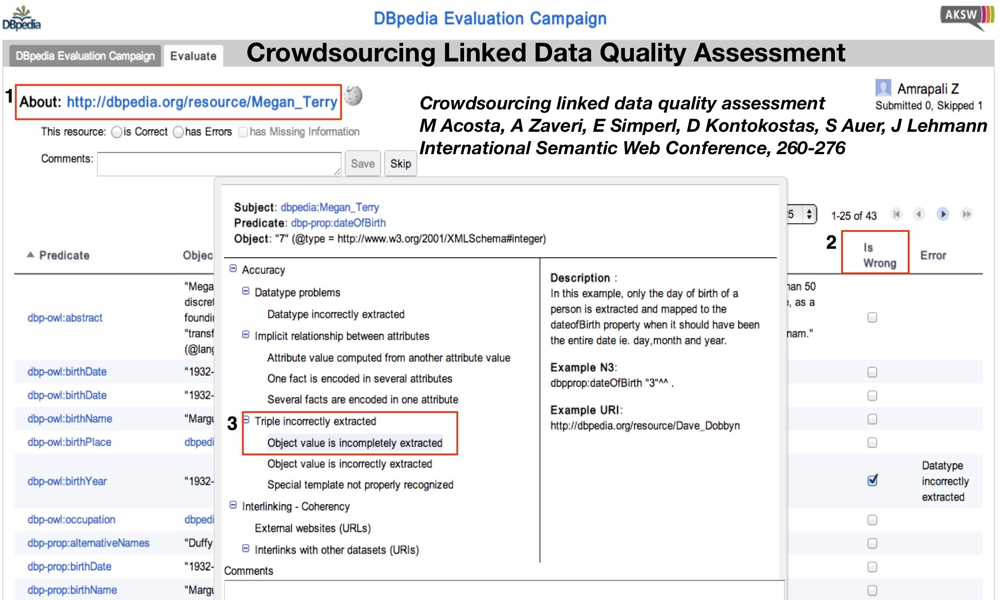 DBpedia
DBpedia Evaluation Campaign
AKSW
DBpedia Evaluation Campaign
Evaluate
Crowdsourcing Linked Data Quality Assessment
1
About: http://dbpedia.org/resource/Megan_Terry
Amrapali Z
Submitted 0, Skipped 1
Crowdsourcing linked data quality assessment
M Acosta, A Zaveri, E Simperl, D Kontokostas, S Auer, J Lehmann
International Semantic Web Conference, 260-276
This resource: is Correct has Errors has Missing Information
Comments: Save Skip
Subject: dbpedia:Megan_Terry
Predicate: dbp-prop:dateOfBirth
Object: "7" (@type = http://www.w3.org/2001/XMLSchema#integer)
5
1-25 of 43
Predicate
Objec
2
Is
Wrong
Error
Accuracy
Datatype problems
Datatype incorrectly extracted
Implicit relationship between attributes
Attribute value computed from another attribute value
One fact is encoded in several attributes
Several facts are encoded in one attribute
3
Triple incorrectly extracted
Object value is incompletely extracted
Object value is incorrectly extracted
Special template not properly recognized
Interlinking - Coherency
External websites (URLs)
Interlinks with other datasets (URIs)
Comments
Description :
In this example, only the day of birth of a
person is extracted and mapped to the
dateofBirth property when it should have been
the entire date ie. day,month and year.
Example N3:
dbpprop:dateOfBirth "3"^^ .
Example URI:
http://dbpedia.org/resource/Dave_Dobbyn
dbp-owl:abstract
"Mega
discret
foundi
"transf
(@lang
han 50
, as a
nam."
dbp-owl:birthDate "1932-
dbp-owl:birthDate "1932-
dbp-owl:birthName "Margu
dbp-owl:birthPlace dbpedi
dbp-owl:birthYear "1932-
Datatype
incorrectly
extracted
dbp-owl:occupation dbpedi
dbp-prop:alternativeNames "Duffy
dbp-prop:birthDate "1932-
dbp-prop:birthName "Margu